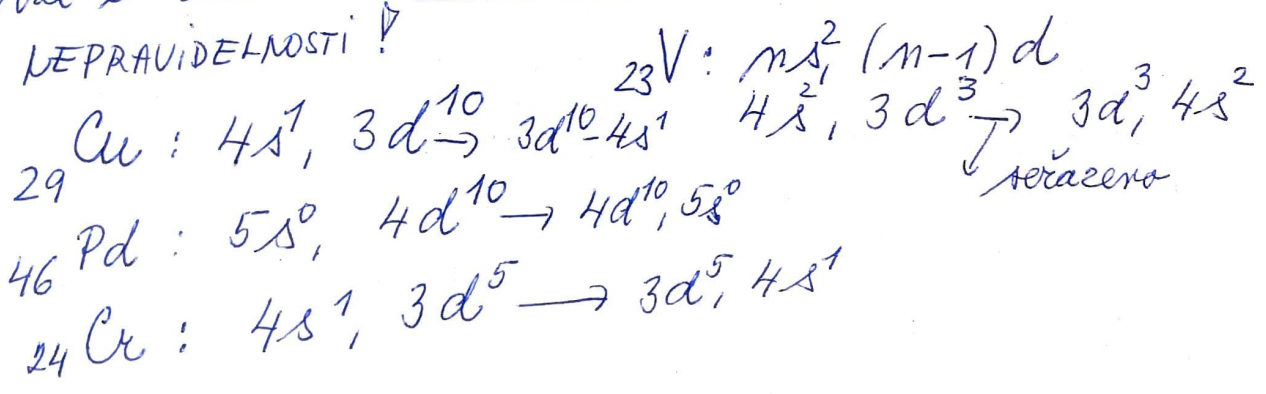 NEPRAVIDELNOSTI!
₂₃V: ns², (n-1)d
₂₉Cu: 4s¹, 3d¹⁰ → 3d¹⁰-4s¹
4s², 3d³ → 3d³, 4s²
seřazeno
₄₆Pd: 5s⁰, 4d¹⁰ → 4d¹⁰, 5s⁰
₂₄Cr: 4s¹, 3d⁵ → 3d⁵, 4s¹